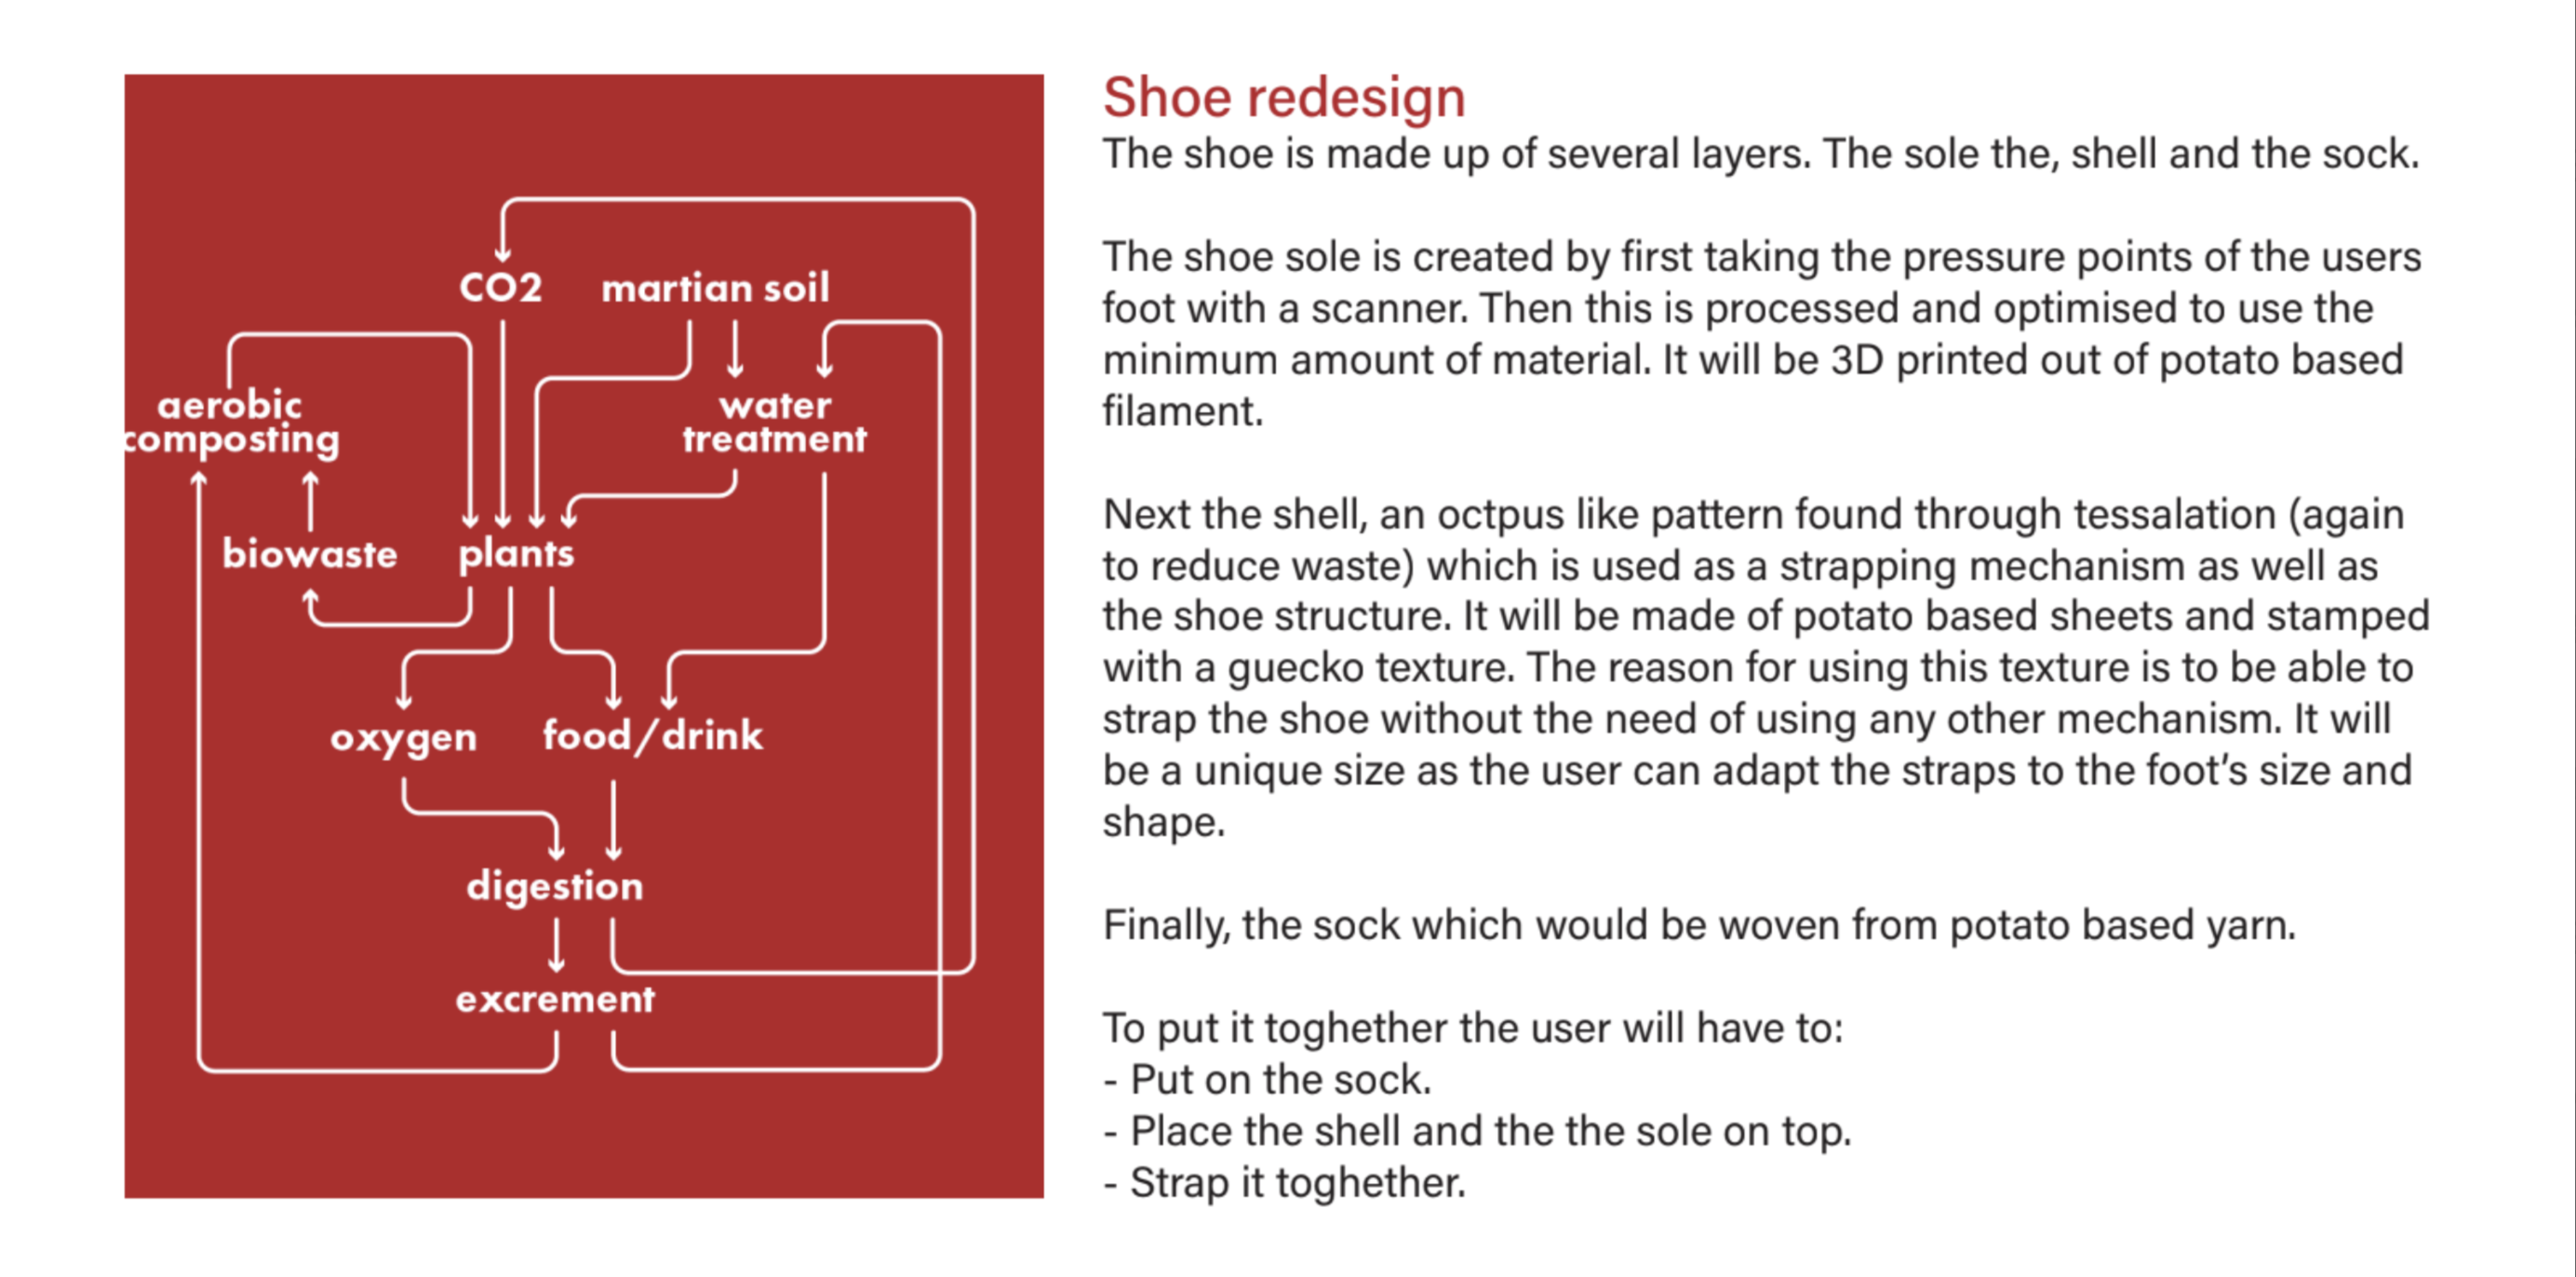 CO2
martian soil
aerobic
composting
water
treatment
biowaste
plants
oxygen
food/drink
digestion
excrement
Shoe redesign
The shoe is made up of several layers. The sole the, shell and the sock.
The shoe sole is created by first taking the pressure points of the users
foot with a scanner. Then this is processed and optimised to use the
minimum amount of material. It will be 3D printed out of potato based
filament.
Next the shell, an octpus like pattern found through tessalation (again
to reduce waste) which is used as a strapping mechanism as well as
the shoe structure. It will be made of potato based sheets and stamped
with a guecko texture. The reason for using this texture is to be able to
strap the shoe without the need of using any other mechanism. It will
be a unique size as the user can adapt the straps to the foot’s size and
shape.
Finally, the sock which would be woven from potato based yarn.
To put it toghether the user will have to:
- Put on the sock.
- Place the shell and the the sole on top.
- Strap it toghether.